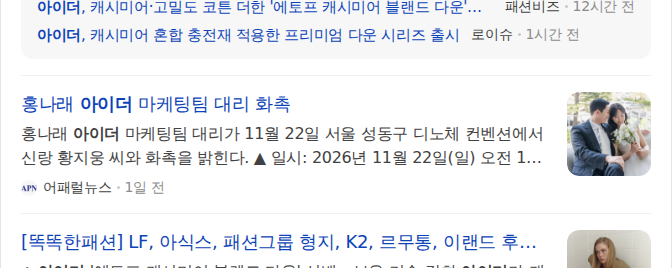 아이더, 캐시미어·고밀도 코튼 더한 '에토프 캐시미어 브랜드 다운'... 패션비즈 · 12시간 전
아이더, 캐시미어 혼합 충전재 적용한 프리미엄 다운 시리즈 출시 로이슈 · 1시간 전
홍나래 아이더 마케팅팀 대리 화촉
홍나래 아이더 마케팅팀 대리가 11월 22일 서울 성동구 디노체 컨벤션에서
신랑 황지웅 씨와 화촉을 밝힌다. ▲ 일시: 2026년 11월 22일(일) 오전 1...
APN 어패럴뉴스 · 1일 전
[똑똑한패션] LF, 아식스, 패션그룹 형지, K2, 르무통, 이랜드 후...